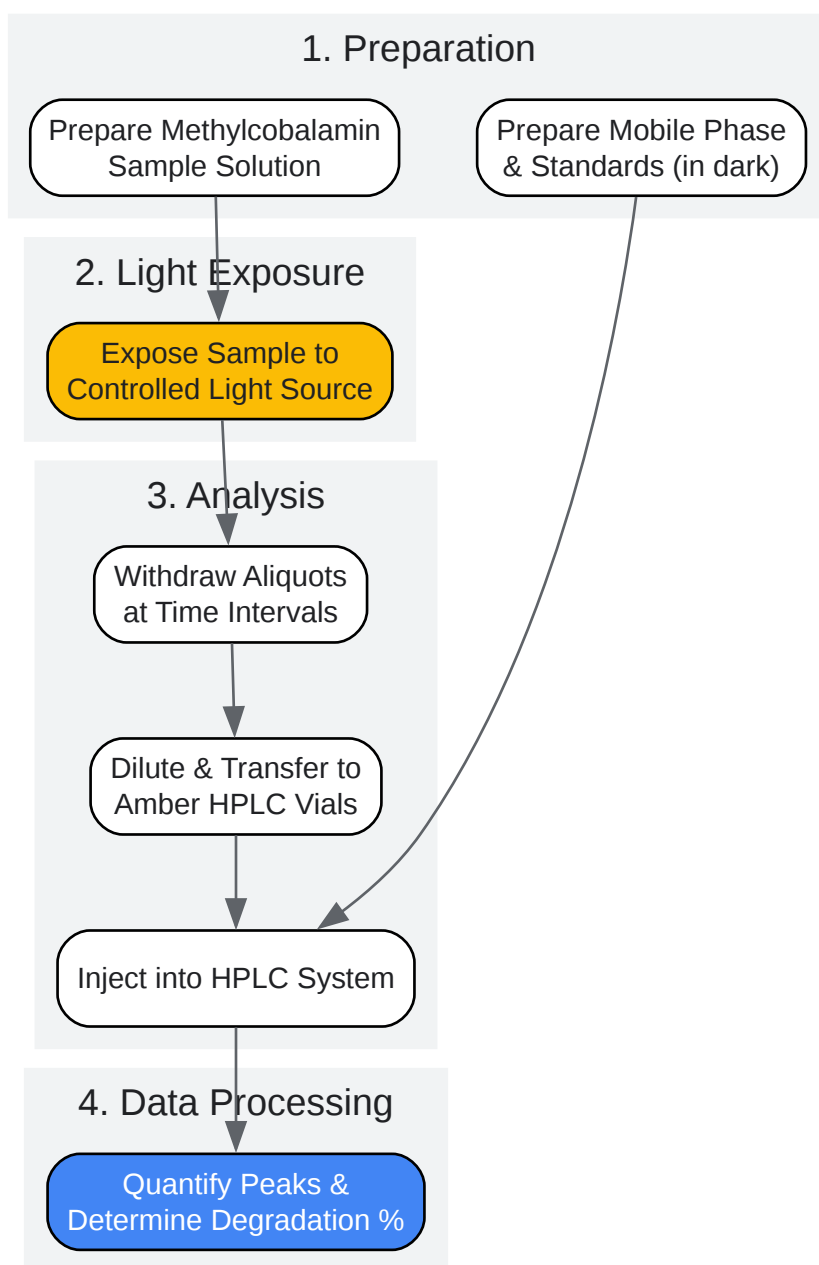 1. Preparation
Prepare Methylcobalamin
Sample Solution
Prepare Mobile Phase
& Standards (in dark)
2. Light Exposure
Expose Sample to
Controlled Light Source
3. Analysis
Withdraw Aliquots
at Time Intervals
Dilute & Transfer to
Amber HPLC Vials
Inject into HPLC System
4. Data Processing
Quantify Peaks &
Determine Degradation %